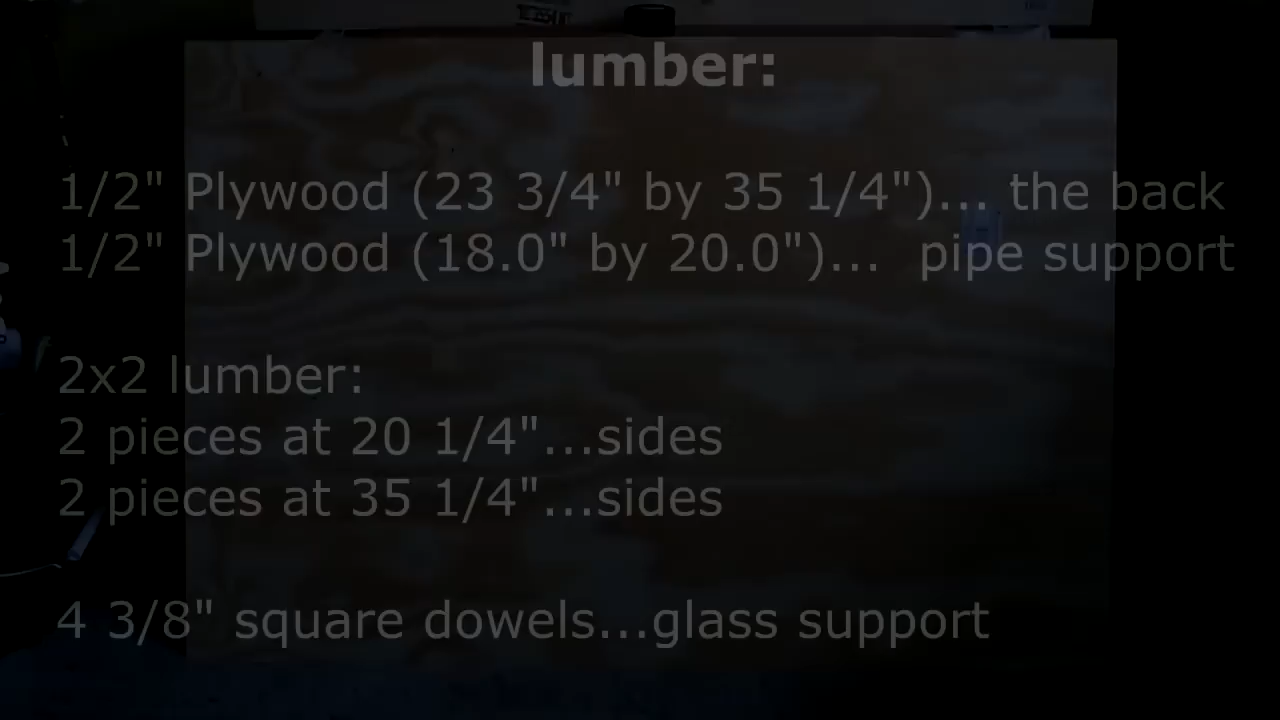 lumber:
1/2" Plywood (23 3/4" by 35 1/4")... the back
1/2" Plywood (18.0" by 20.0")... pipe support
2x2 lumber:
2 pieces at 20 1/4"...sides
2 pieces at 35 1/4"...sides
4 3/8" square dowels...glass support